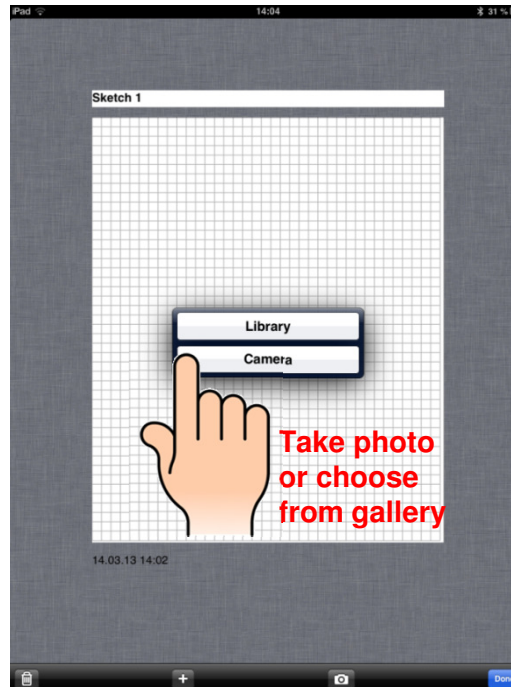 iPad 14:04 31 %
Sketch 1
Library
Camera
Take photo
or choose
from gallery
14.03.13 14:02
Done